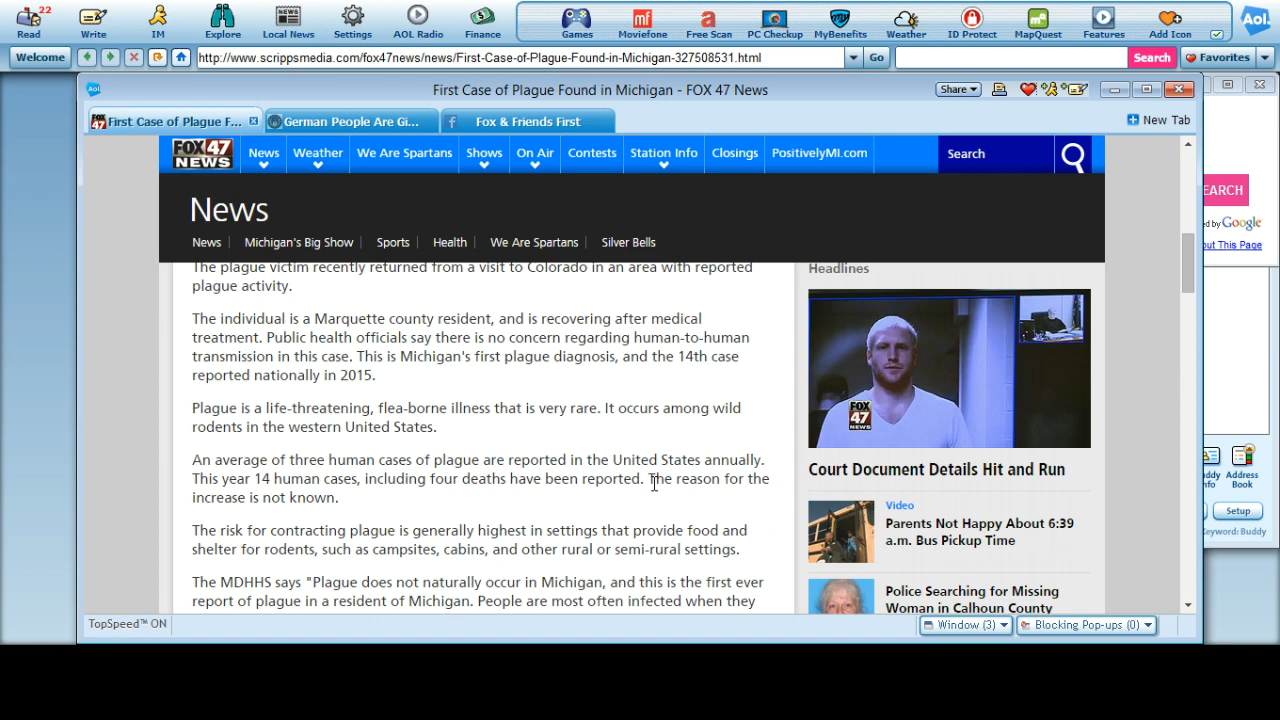 22
Read
Write
IM
Explore
Local News
Settings
AOL Radio
Finance
Games
Moviefone
Free Scan
PC Checkup
MyBenefits
Weather
ID Protect
MapQuest
Features
Add Icon
Aol.
Welcome
http://www.scrippsmedia.com/fox47news/news/First-Case-of-Plague-Found-in-Michigan-327508531.html
Go
Search
Favorites
First Case of Plague Found in Michigan - FOX 47 News
Share
First Case of Plague F...
German People Are Gi...
Fox & Friends First
New Tab
FOX 47 NEWS
News
Weather
We Are Spartans
Shows
On Air
Contests
Station Info
Closings
PositivelyMI.com
Search
News
News
Michigan's Big Show
Sports
Health
We Are Spartans
Silver Bells
The plague victim recently returned from a visit to Colorado in an area with reported
plague activity.
The individual is a Marquette county resident, and is recovering after medical
treatment. Public health officials say there is no concern regarding human-to-human
transmission in this case. This is Michigan's first plague diagnosis, and the 14th case
reported nationally in 2015.
Plague is a life-threatening, flea-borne illness that is very rare. It occurs among wild
rodents in the western United States.
An average of three human cases of plague are reported in the United States annually.
This year 14 human cases, including four deaths have been reported. The reason for the
increase is not known.
The risk for contracting plague is generally highest in settings that provide food and
shelter for rodents, such as campsites, cabins, and other rural or semi-rural settings.
The MDHHS says "Plague does not naturally occur in Michigan, and this is the first ever
report of plague in a resident of Michigan. People are most often infected when they
Headlines
FOX 47 NEWS
Court Document Details Hit and Run
Video
Parents Not Happy About 6:39
a.m. Bus Pickup Time
Police Searching for Missing
Woman in Calhoun County
EARCH
ed by Google
out This Page
uddy
nfo
Address
Book
Setup
eyword: Buddy
TopSpeed™ ON
Window (3)
Blocking Pop-ups (0)